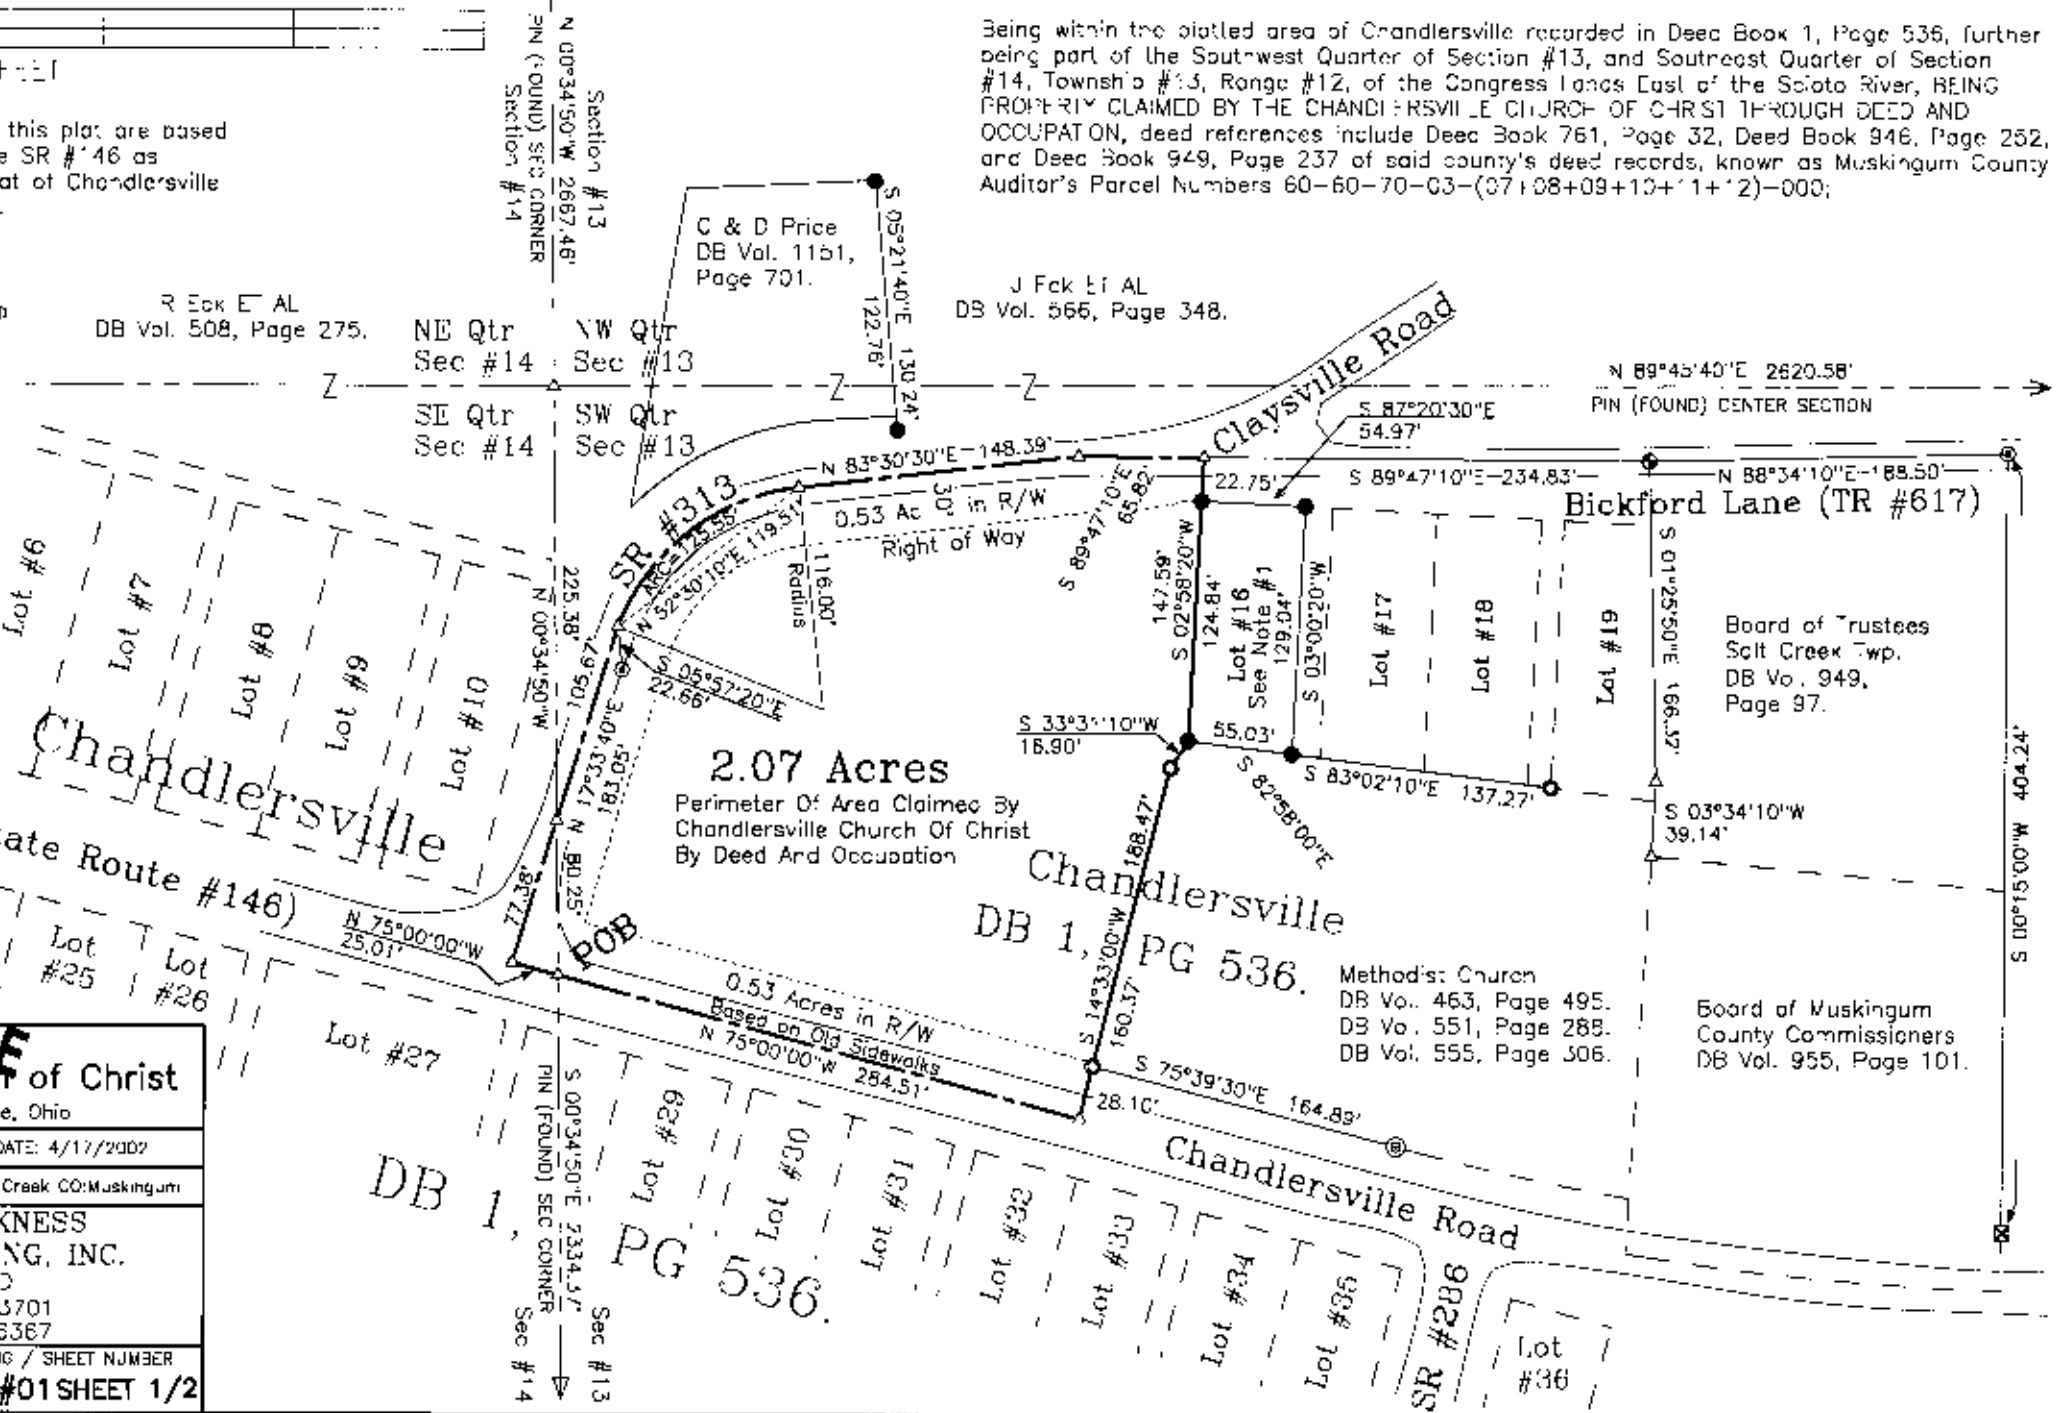 Being within the platted area of Chandlersville recorded in Deed Book 1, Page 536, further
being part of the Southwest Quarter of Section #13, and Southeast Quarter of Section
#14, Township #13, Range #12, of the Congress Lands East of the Scioto River, BEING
PROPERTY CLAIMED BY THE CHANDLERSVILLE CHURCH OF CHRIST THROUGH DEED AND
OCCUPATION, deed references include Deed Book 761, Page 32, Deed Book 946, Page 252,
and Deed Book 949, Page 237 of said county's deed records, known as Muskingum County
Auditor's Parcel Numbers 60-60-70-03-(07+08+09+10+11+12)-000;
this plat are based
SR #146 as
at of Chandlersville
N 00°34'50"W 2667.46'
PIN (FOUND) SEC CORNER
Section #13
Section #14
C & D Price
DB Vol. 1151,
Page 701.
S 05°21'40"E 130.24'
122.76'
R Eck ET AL
DB Vol. 508, Page 275.
J Eck ET AL
DB Vol. 566, Page 348.
NE Qtr
Sec #14
NW Qtr
Sec #13
SE Qtr
Sec #14
SW Qtr
Sec #13
Z
Z
Z
Claysville Road
N 89°45'40"E 2620.58'
PIN (FOUND) CENTER SECTION
S 87°20'30"E
54.97'
N 83°30'30"E-148.39'
22.75'
S 89°47'10"E-234.83'
N 88°34'10"E-188.50'
Bickford Lane (TR #617)
SR #313
ARC=125.55'
N 52°30'10"E 119.51'
0.53 Ac in R/W
30'
Right of Way
S 89°47'10"E
65.82'
116.00'
Radius
147.59'
S 02°58'20"W
124.84'
Lot #16
See Note #1
129.04'
S 03°00'20"W
Lot #17
Lot #18
Lot #19
S 01°25'50"E 166.37'
Board of Trustees
Salt Creek Twp.
DB Vol. 949,
Page 97.
Lot #6
Lot #7
Lot #8
Lot #9
Lot #10
225.38'
N 00°34'50"W
105.67'
S 05°57'20"E
22.66'
N 17°33'40"E
183.05'
S 33°31'10"W
16.90'
55.03'
S 82°58'00"E
S 83°02'10"E 137.27'
S 03°34'10"W
39.14'
S 00°15'00"W 404.24'
2.07 Acres
Perimeter Of Area Claimed By
Chandlersville Church Of Christ
By Deed And Occupation
Chandlersville
ate Route #146)
77.38'
80.25'
N 75°00'00"W
25.01'
POB
188.47'
S 14°33'00"W
160.37'
Chandlersville
DB 1, PG 536.
Lot
#25
Lot
#26
Lot #27
0.53 Acres in R/W
Based on Old Sidewalks
N 75°00'00"W 284.51'
Methodist Church
DB Vol. 463, Page 495.
DB Vol. 551, Page 288.
DB Vol. 555, Page 306.
Board of Muskingum
County Commissioners
DB Vol. 955, Page 101.
S 75°39'30"E 164.89'
28.10'
Chandlersville Road
S 00°34'50"E 2334.57'
PIN (FOUND) SEC CORNER
Sec #13
Sec #14
DB 1, PG 536.
Lot #29
Lot #30
Lot #31
Lot #32
Lot #33
Lot #34
Lot #35
SR #286
Lot
#36
of Christ
e, Ohio
DATE: 4/17/2002
Creek CO:Muskingum
KNESS
NG, INC.
3701
6367
/ SHEET NUMBER
#01 SHEET 1/2